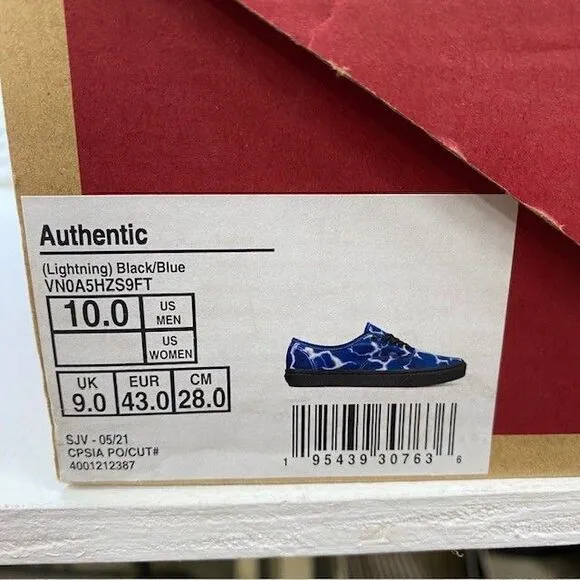 Authentic
(Lightning) Black/Blue
VN0A5HZS9FT
10.0 US MEN
US WOMEN
UK 9.0 EUR 43.0 CM 28.0
SJV - 05/21
CPSIA PO/CUT#
4001212387
1 95439 30763 6